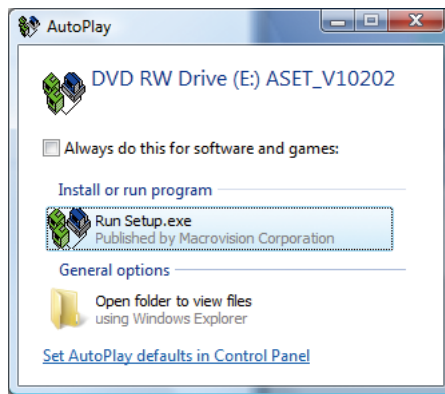 AutoPlay
DVD RW Drive (E:) ASET_V10202
Always do this for software and games:
Install or run program
Run Setup.exe
Published by Macrovision Corporation
General options
Open folder to view files
using Windows Explorer
Set AutoPlay defaults in Control Panel